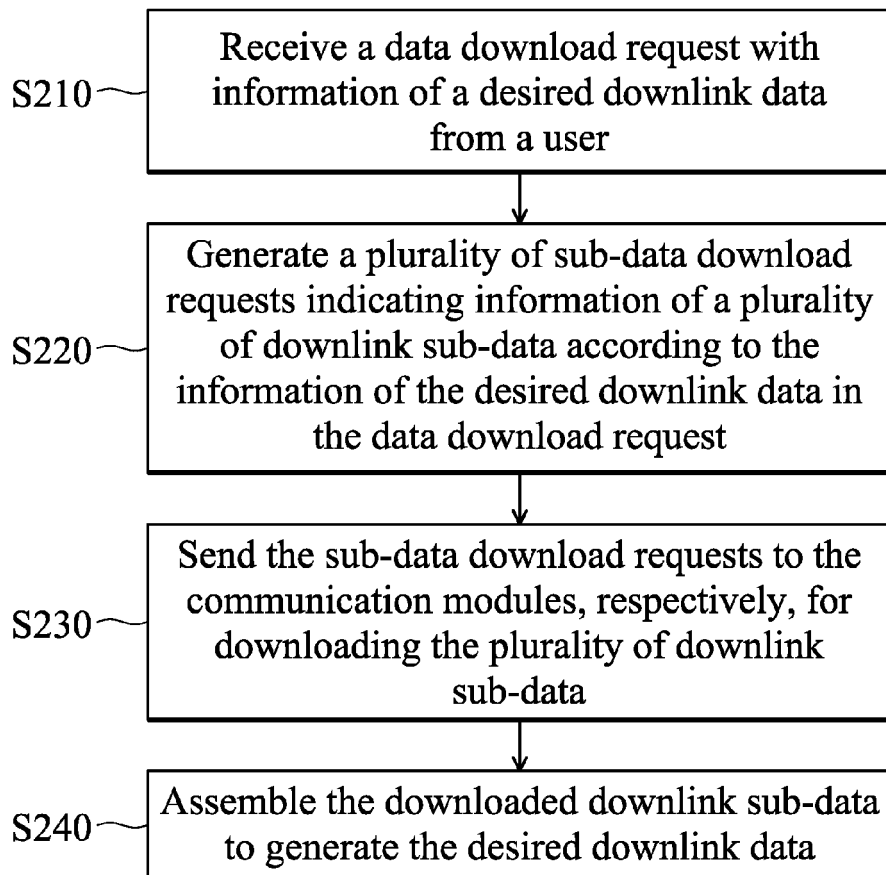 S210
Receive a data download request with
information of a desired downlink data
from a user
S220
Generate a plurality of sub-data download
requests indicating information of a plurality
of downlink sub-data according to the
information of the desired downlink data in
the data download request
S230
Send the sub-data download requests to the
communication modules, respectively, for
downloading the plurality of downlink
sub-data
S240
Assemble the downloaded downlink sub-data
to generate the desired downlink data